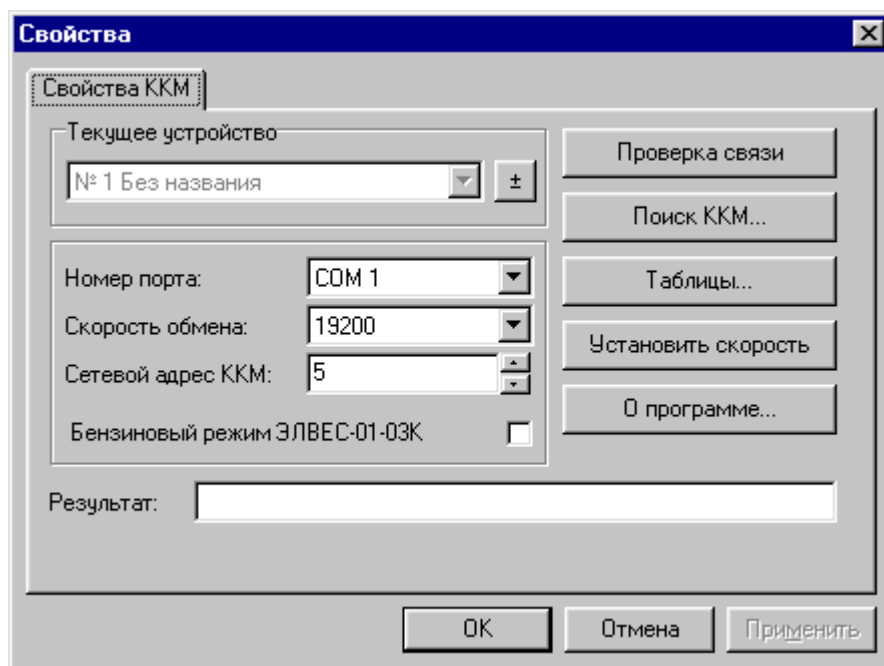 Свойства
Свойства ККМ
Текущее устройство
№ 1 Без названия
±
Проверка связи
Поиск ККМ...
Номер порта:
COM 1
Таблицы...
Скорость обмена:
19200
Установить скорость
Сетевой адрес ККМ:
5
О программе...
Бензиновый режим ЭЛВЕС-01-03К
Результат:
OK
Отмена
Применить